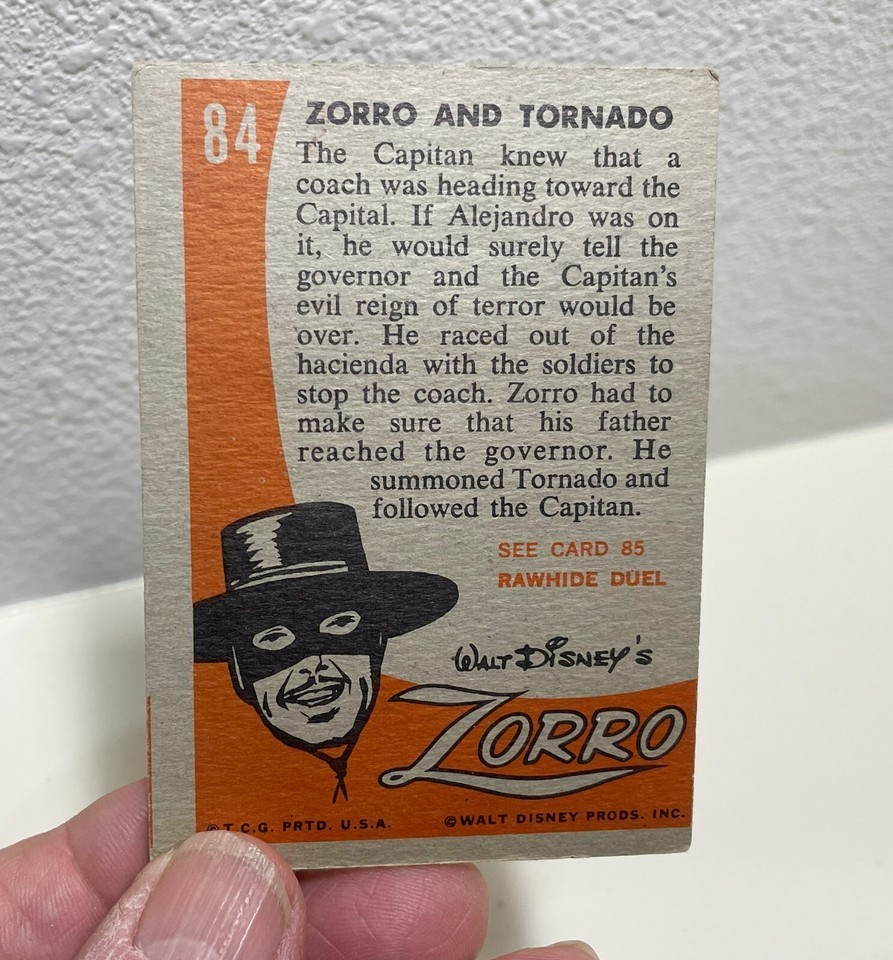 84
ZORRO AND TORNADO
The Capitan knew that a
coach was heading toward the
Capital. If Alejandro was on
it, he would surely tell the
governor and the Capitan's
evil reign of terror would be
over. He raced out of the
hacienda with the soldiers to
stop the coach. Zorro had to
make sure that his father
reached the governor. He
summoned Tornado and
followed the Capitan.
SEE CARD 85
RAWHIDE DUEL
WALT DISNEY'S
ZORRO
©T.C.G. PRTD. U.S.A.
©WALT DISNEY PRODS. INC.